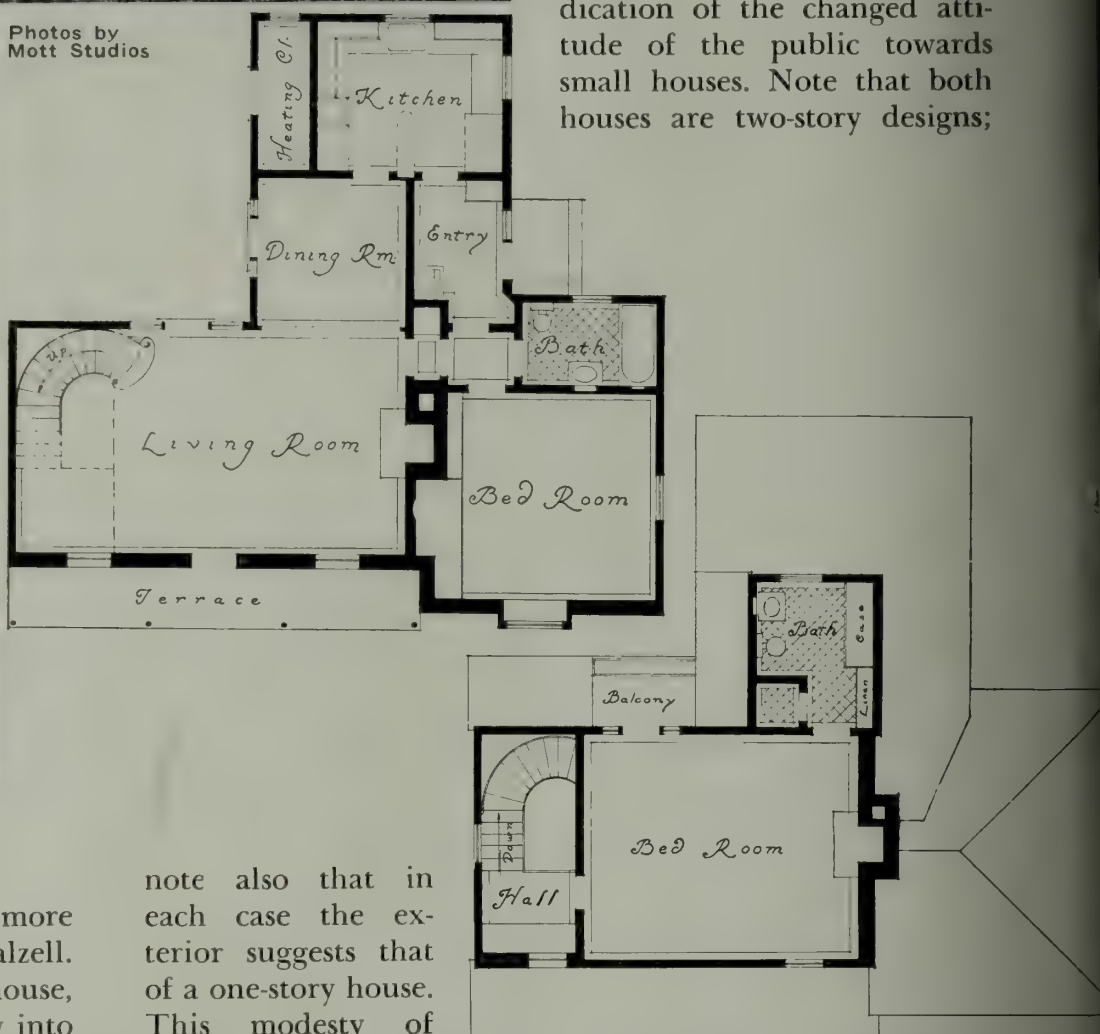 Photos by
Mott Studios
dication of the changed atti-
tude of the public towards
small houses. Note that both
houses are two-story designs;
Heating Cl.
Kitchen
Dining Rm.
Entry
Bath
Up
Living Room
Bed Room
Terrace
Bath
Case
Linen
Balcony
Down
Hall
Bed Room
more
alzell.
ouse,
into
note also that in
each case the ex-
terior suggests that
of a one-story house.
This modesty of